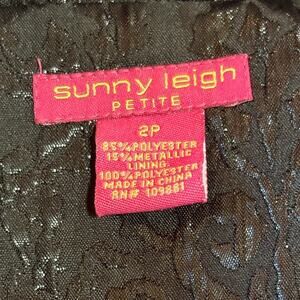 sunny leigh
PETITE
2P
85% POLYESTER
15% METALLIC
LINING:
100% POLYESTER
MADE IN CHINA
RN# 109881